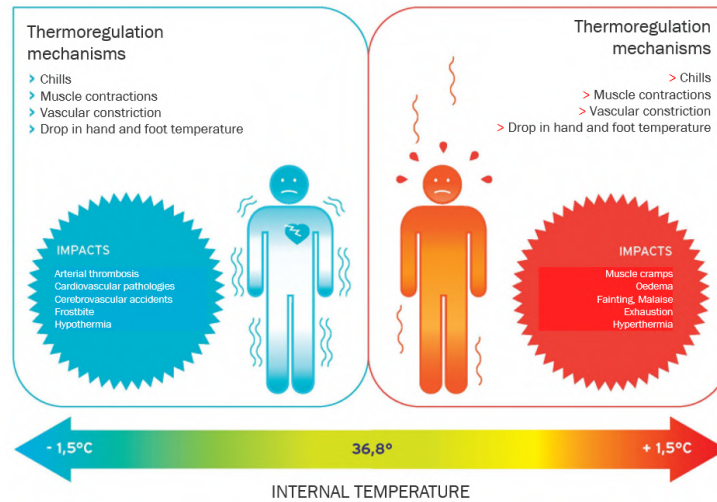 Thermoregulation
mechanisms
> Chills
> Muscle contractions
> Vascular constriction
> Drop in hand and foot temperature
IMPACTS
Arterial thrombosis
Cardiovascular pathologies
Cerebrovascular accidents
Frostbite
Hypothermia
Thermoregulation
mechanisms
> Chills
> Muscle contractions
> Vascular constriction
> Drop in hand and foot temperature
IMPACTS
Muscle cramps
Oedema
Fainting, Malaise
Exhaustion
Hyperthermia
- 1,5°C
36,8°
+ 1,5°C
INTERNAL TEMPERATURE